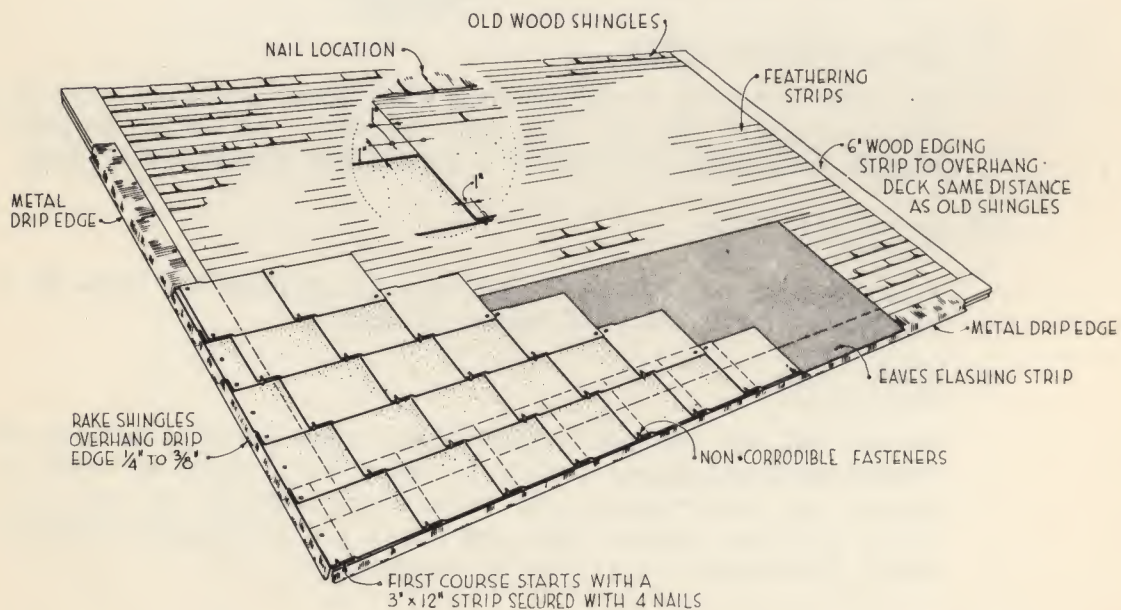 OLD WOOD SHINGLES
NAIL LOCATION
FEATHERING
STRIPS
6" WOOD EDGING
STRIP TO OVERHANG
DECK SAME DISTANCE
AS OLD SHINGLES
1"
1"
METAL
DRIP EDGE
METAL DRIP EDGE
EAVES FLASHING STRIP
RAKE SHINGLES
OVERHANG DRIP
EDGE 1/4" TO 3/8"
NON-CORRODIBLE FASTENERS
FIRST COURSE STARTS WITH A
3" x 12" STRIP SECURED WITH 4 NAILS